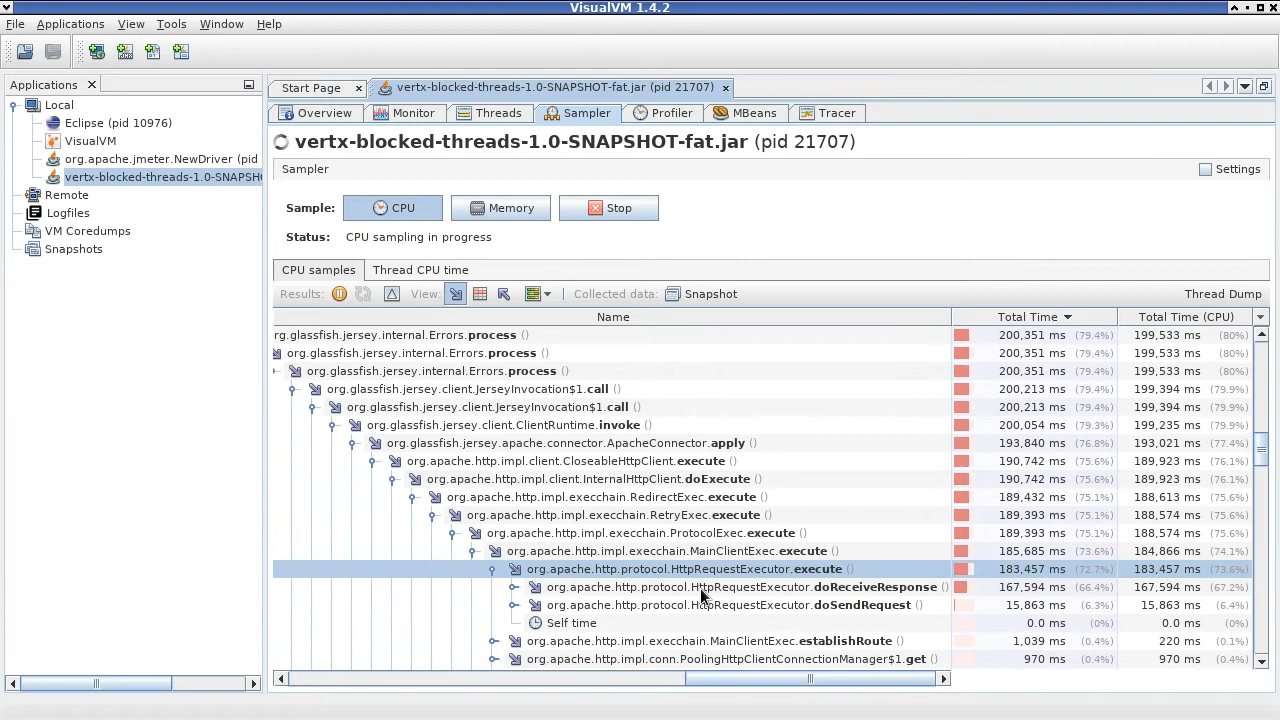 VisualVM 1.4.2
File Applications View Tools Window Help
Applications
Start Page vertx-blocked-threads-1.0-SNAPSHOT-fat.jar (pid 21707)
Local
Eclipse (pid 10976)
VisualVM
org.apache.jmeter.NewDriver (pid
vertx-blocked-threads-1.0-SNAPSH
Remote
Logfiles
VM Coredumps
Snapshots
Overview Monitor Threads Sampler Profiler MBeans Tracer
vertx-blocked-threads-1.0-SNAPSHOT-fat.jar (pid 21707)
Sampler Settings
Sample: CPU Memory Stop
Status: CPU sampling in progress
CPU samples Thread CPU time
Results: View: Collected data: Snapshot Thread Dump
Name Total Time Total Time (CPU)
rg.glassfish.jersey.internal.Errors.process () 200,351 ms (79.4%) 199,533 ms (80%)
org.glassfish.jersey.internal.Errors.process () 200,351 ms (79.4%) 199,533 ms (80%)
org.glassfish.jersey.internal.Errors.process () 200,351 ms (79.4%) 199,533 ms (80%)
org.glassfish.jersey.client.JerseyInvocation$1.call () 200,213 ms (79.4%) 199,394 ms (79.9%)
org.glassfish.jersey.client.JerseyInvocation$1.call () 200,213 ms (79.4%) 199,394 ms (79.9%)
org.glassfish.jersey.client.ClientRuntime.invoke () 200,054 ms (79.3%) 199,235 ms (79.9%)
org.glassfish.jersey.apache.connector.ApacheConnector.apply () 193,840 ms (76.8%) 193,021 ms (77.4%)
org.apache.http.impl.client.CloseableHttpClient.execute () 190,742 ms (75.6%) 189,923 ms (76.1%)
org.apache.http.impl.client.InternalHttpClient.doExecute () 190,742 ms (75.6%) 189,923 ms (76.1%)
org.apache.http.impl.execchain.RedirectExec.execute () 189,432 ms (75.1%) 188,613 ms (75.6%)
org.apache.http.impl.execchain.RetryExec.execute () 189,393 ms (75.1%) 188,574 ms (75.6%)
org.apache.http.impl.execchain.ProtocolExec.execute () 189,393 ms (75.1%) 188,574 ms (75.6%)
org.apache.http.impl.execchain.MainClientExec.execute () 185,685 ms (73.6%) 184,866 ms (74.1%)
org.apache.http.protocol.HttpRequestExecutor.execute () 183,457 ms (72.7%) 183,457 ms (73.6%)
org.apache.http.protocol.HttpRequestExecutor.doReceiveResponse () 167,594 ms (66.4%) 167,594 ms (67.2%)
org.apache.http.protocol.HttpRequestExecutor.doSendRequest () 15,863 ms (6.3%) 15,863 ms (6.4%)
Self time 0.0 ms (0%) 0.0 ms (0%)
org.apache.http.impl.execchain.MainClientExec.establishRoute () 1,039 ms (0.4%) 220 ms (0.1%)
org.apache.http.impl.conn.PoolingHttpClientConnectionManager$1.get () 970 ms (0.4%) 970 ms (0.4%)